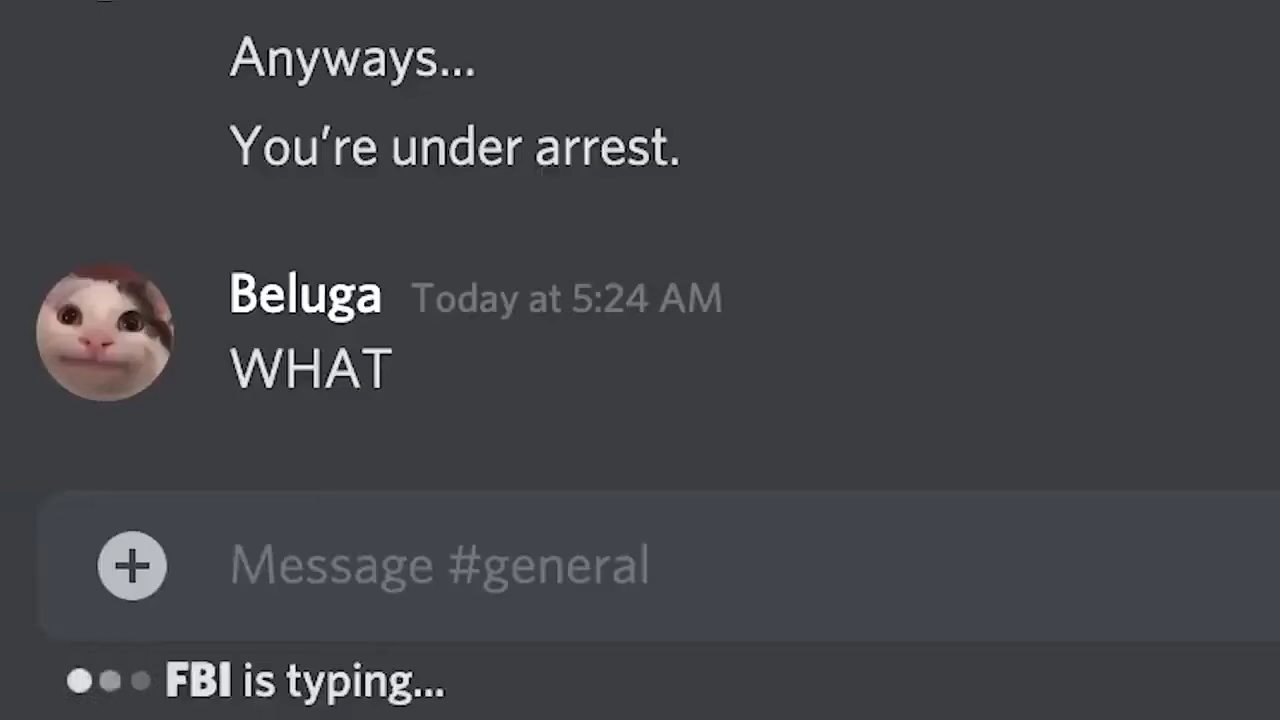 Anyways...
You’re under arrest.
Beluga Today at 5:24 AM
WHAT
Message #general
FBI is typing...